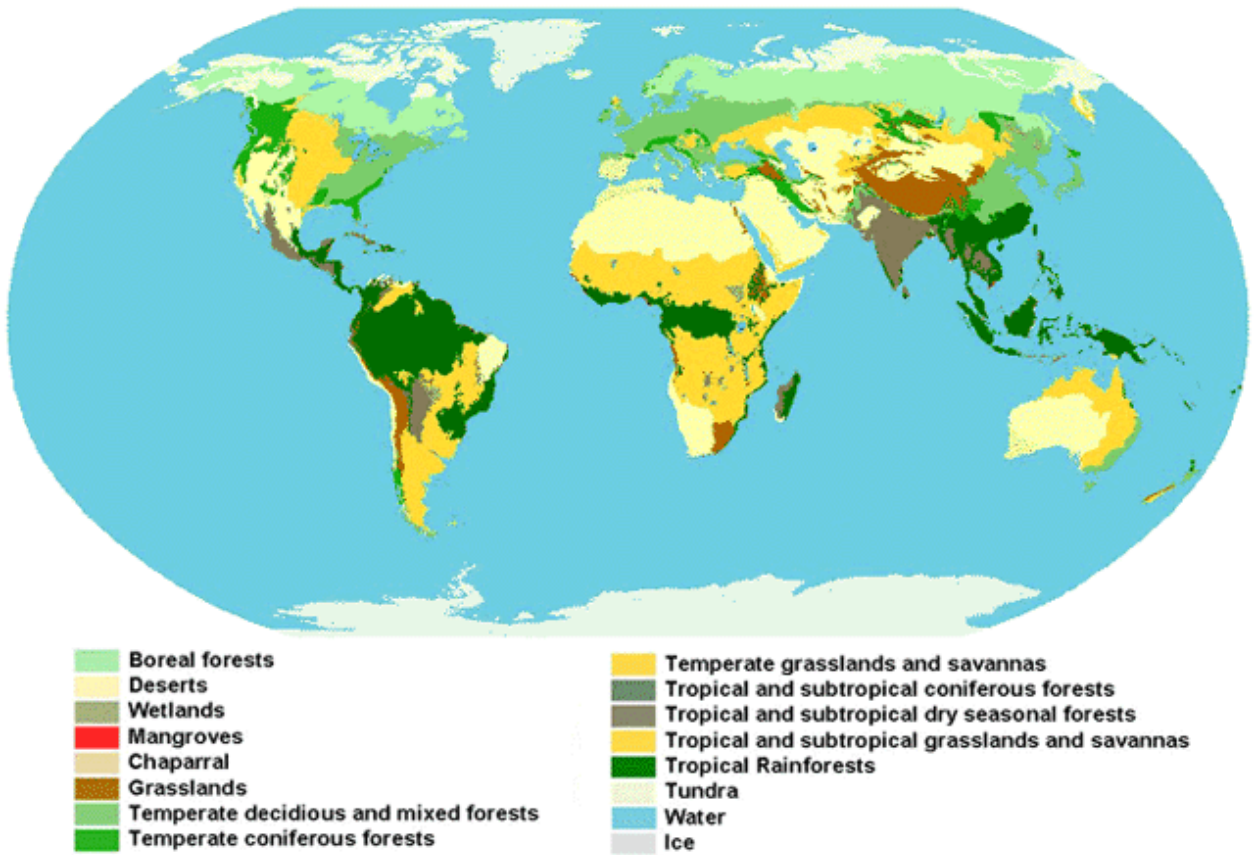 Boreal forests
Deserts
Wetlands
Mangroves
Chaparral
Grasslands
Temperate decidious and mixed forests
Temperate coniferous forests
Temperate grasslands and savannas
Tropical and subtropical coniferous forests
Tropical and subtropical dry seasonal forests
Tropical and subtropical grasslands and savannas
Tropical Rainforests
Tundra
Water
Ice